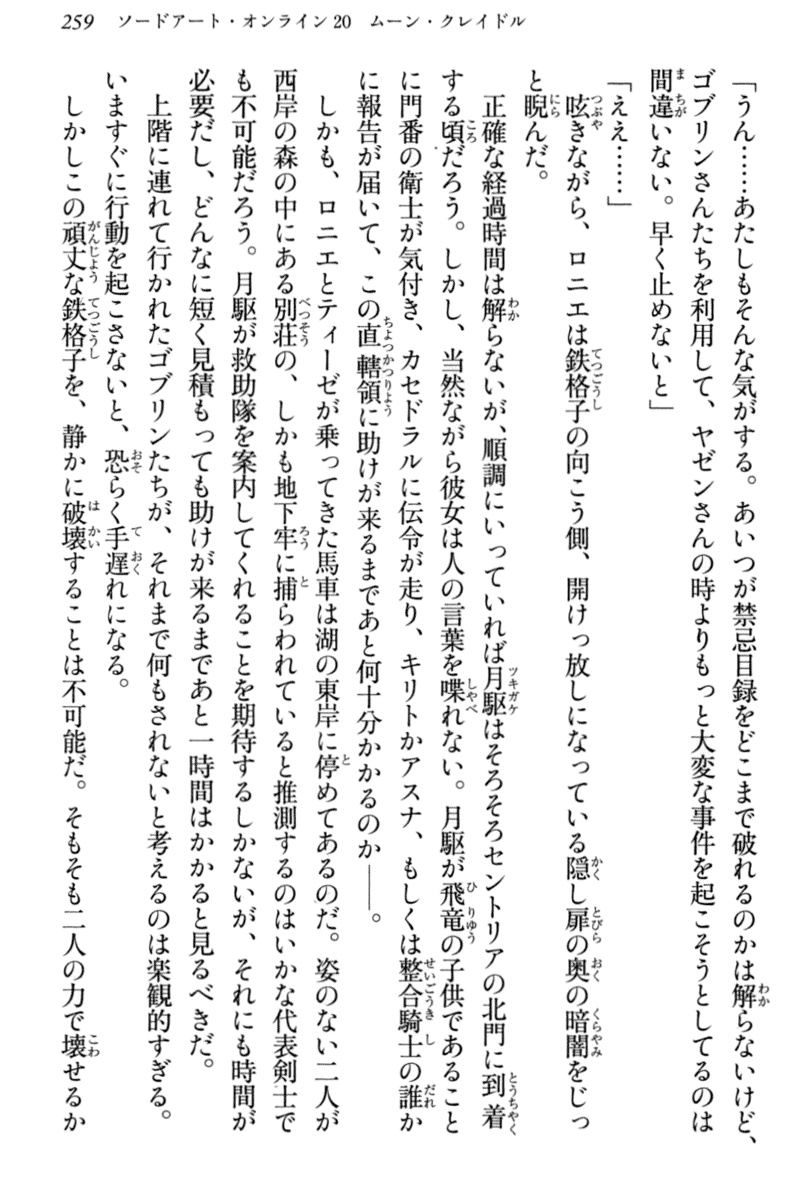 259　ソードアート・オンライン20　ムーン・クレイドル
「うん……あたしもそんな気がする。あいつが禁忌目録をどこまで破れるのかは解らないけど、
ゴブリンさんたちを利用して、ヤゼンさんの時よりもっと大変な事件を起こそうとしてるのは
間違いない。早く止めないと」
「ええ……」
　呟きながら、ロニエは鉄格子の向こう側、開けっ放しになっている隠し扉の奥の暗闇をじっ
と睨んだ。
　正確な経過時間は解らないが、順調にいっていれば月駆はそろそろセントリアの北門に到着
する頃だろう。しかし、当然ながら彼女は人の言葉を喋れない。月駆が飛竜の子供であること
に門番の衛士が気付き、カセドラルに伝令が走り、キリトかアスナ、もしくは整合騎士の誰か
に報告が届いて、この直轄領に助けが来るまであと何十分かかるのか――。
　しかも、ロニエとティーゼが乗ってきた馬車は湖の東岸に停めてあるのだ。姿のない二人が
西岸の森の中にある別荘の、しかも地下牢に捕らわれていると推測するのはいかな代表剣士で
も不可能だろう。月駆が救助隊を案内してくれることを期待するしかないが、それにも時間が
必要だし、どんなに短く見積もっても助けが来るまであと一時間はかかると見るべきだ。
　上階に連れて行かれたゴブリンたちが、それまで何もされないと考えるのは楽観的すぎる。
いますぐに行動を起こさないと、恐らく手遅れになる。
　しかしこの頑丈な鉄格子を、静かに破壊することは不可能だ。そもそも二人の力で壊せるか